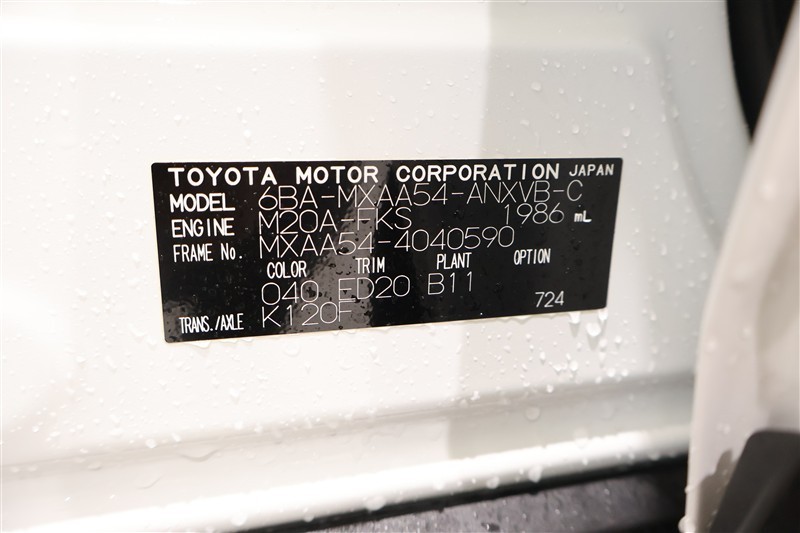 TOYOTA MOTOR CORPORATION JAPAN
MODEL 6BA-MXAA54-ANXVB-C
ENGINE M20A-FKS 1986 mL
FRAME No. MXAA54-4040590
COLOR TRIM PLANT OPTION
040 ED20 B11
TRANS./AXLE K120F 724